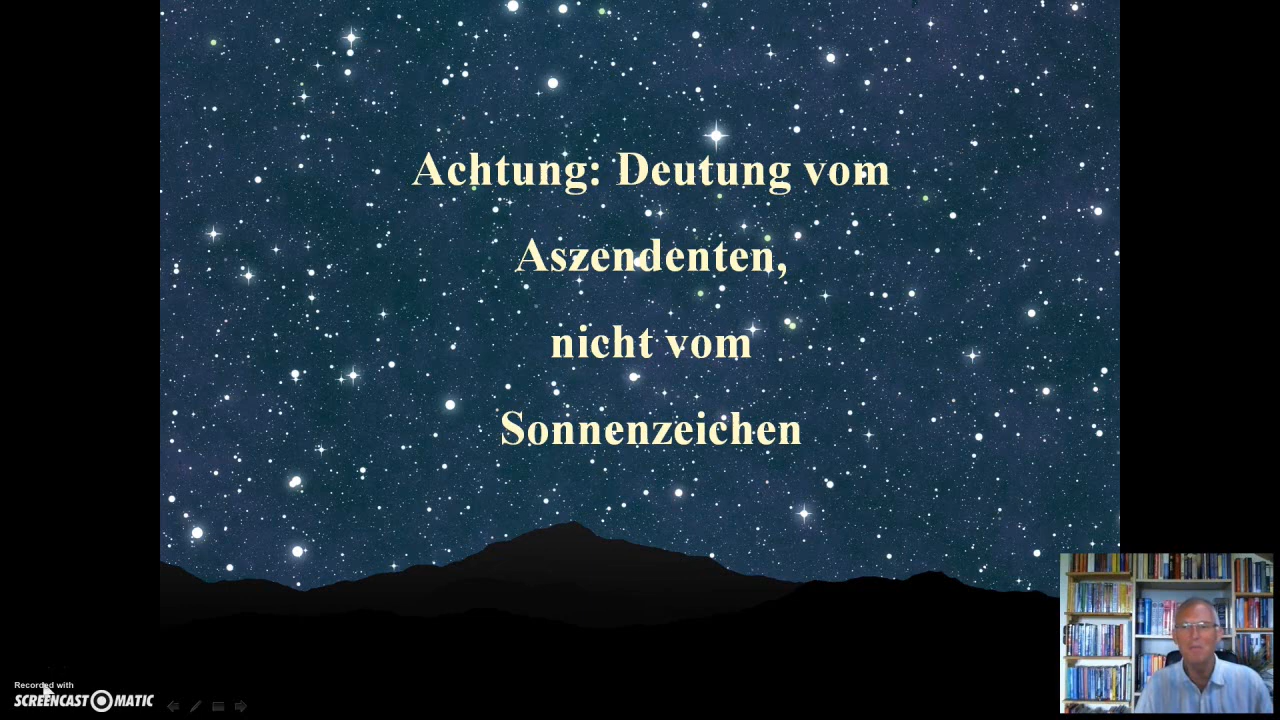 Achtung: Deutung vom
Aszendenten,
nicht vom
Sonnenzeichen
Recorded with
SCREENCAST-O-MATIC